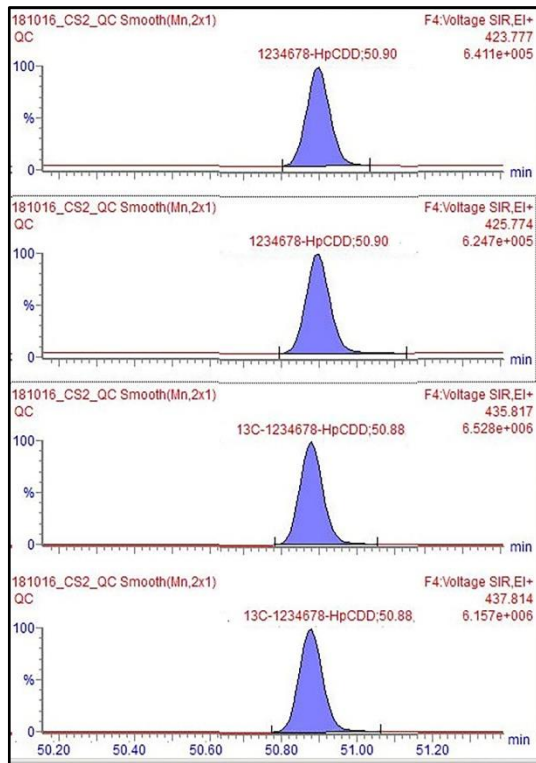 181016_CS2_QC Smooth(Mn,2x1) F4:Voltage SIR,EI+
QC 423.777
1234678-HpCDD;50.90 6.411e+005
100
%
0
min
181016_CS2_QC Smooth(Mn,2x1) F4:Voltage SIR,EI+
QC 425.774
1234678-HpCDD;50.90 6.247e+005
100
%
0
min
181016_CS2_QC Smooth(Mn,2x1) F4:Voltage SIR,EI+
QC 435.817
13C-1234678-HpCDD;50.88 6.528e+006
100
%
0
min
181016_CS2_QC Smooth(Mn,2x1) F4:Voltage SIR,EI+
QC 437.814
13C-1234678-HpCDD;50.88 6.157e+006
100
%
0
min
50.20 50.40 50.60 50.80 51.00 51.20